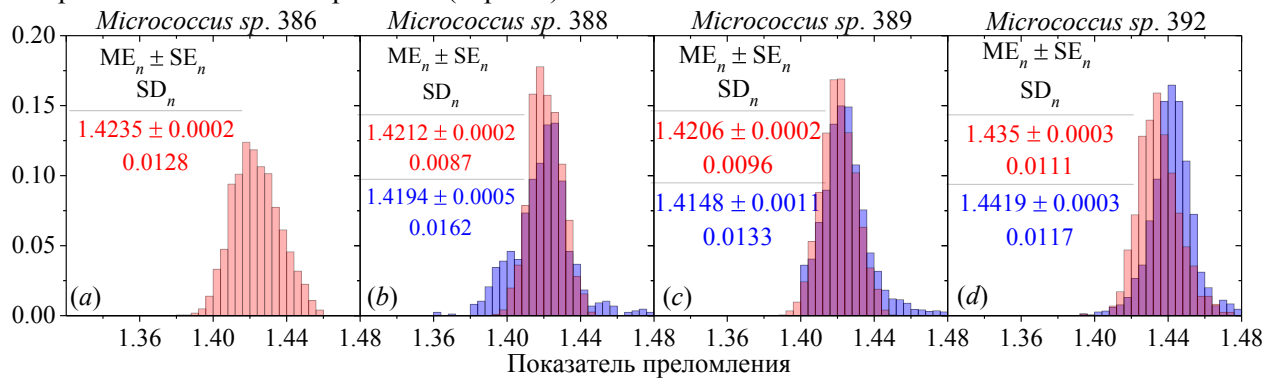 Micrococcus sp. 386
Micrococcus sp. 388
Micrococcus sp. 389
Micrococcus sp. 392
0.20
0.15
0.10
0.05
0.00
MEn ± SEn
SDn
1.4235 ± 0.0002
0.0128
(a)
MEn ± SEn
SDn
1.4212 ± 0.0002
0.0087
1.4194 ± 0.0005
0.0162
(b)
MEn ± SEn
SDn
1.4206 ± 0.0002
0.0096
1.4148 ± 0.0011
0.0133
(c)
MEn ± SEn
SDn
1.435 ± 0.0003
0.0111
1.4419 ± 0.0003
0.0117
(d)
1.36 1.44 1.48 1.36 1.40 1.44 1.48 1.36 1.40 1.44 1.48 1.36 1.40 1.44 1.48
Показатель преломления